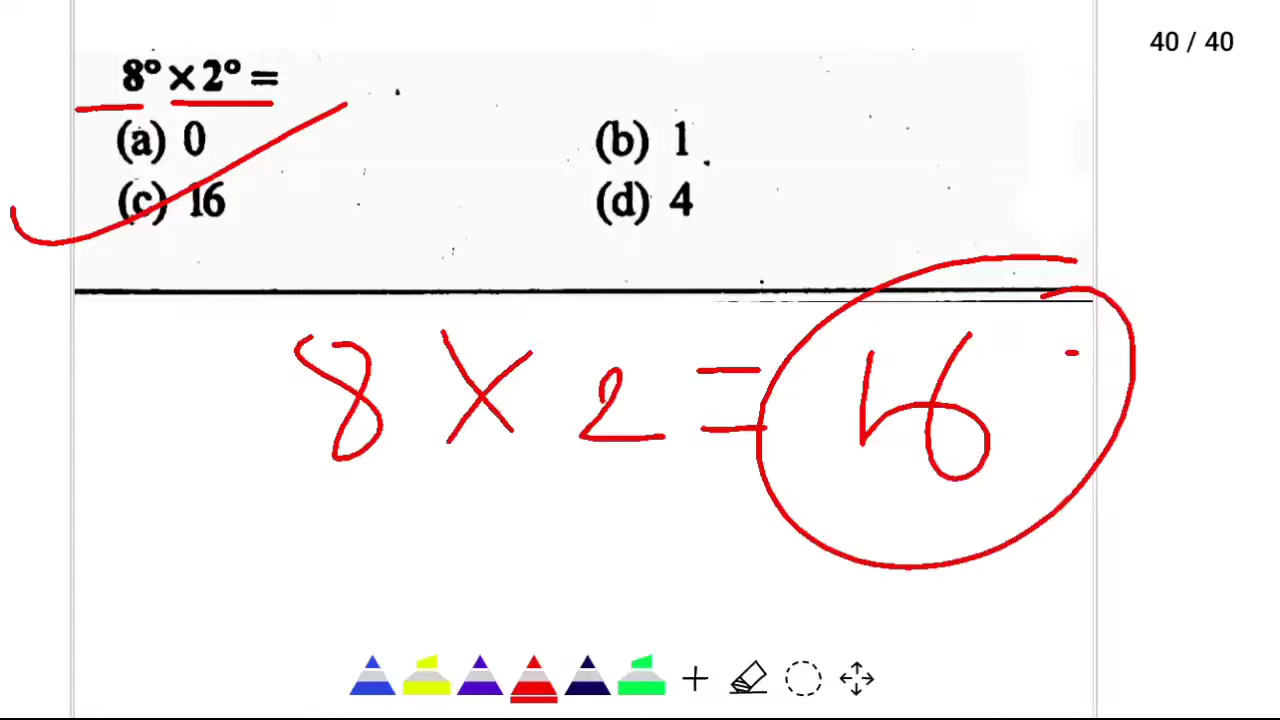 40 / 40
8° × 2° =
(a) 0 (b) 1
(c) 16 (d) 4
8 × 2 = 16